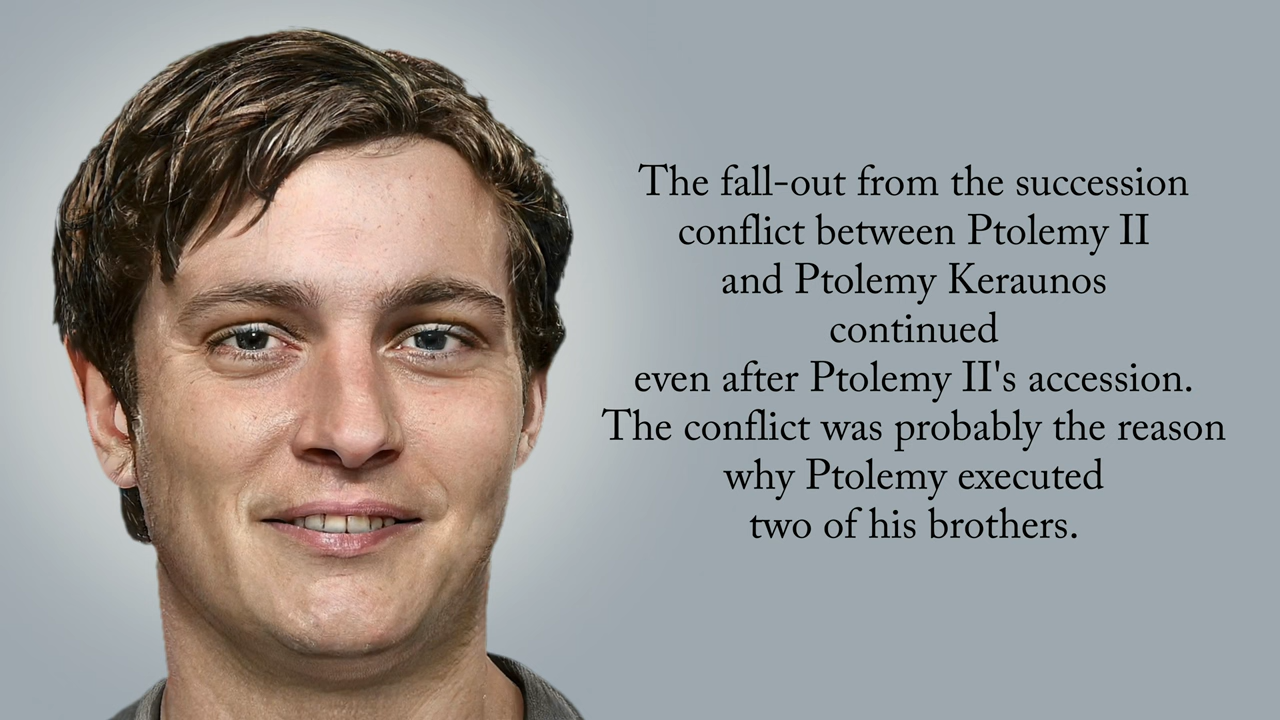 The fall-out from the succession
conflict between Ptolemy II
and Ptolemy Keraunos
continued
even after Ptolemy II's accession.
The conflict was probably the reason
why Ptolemy executed
two of his brothers.